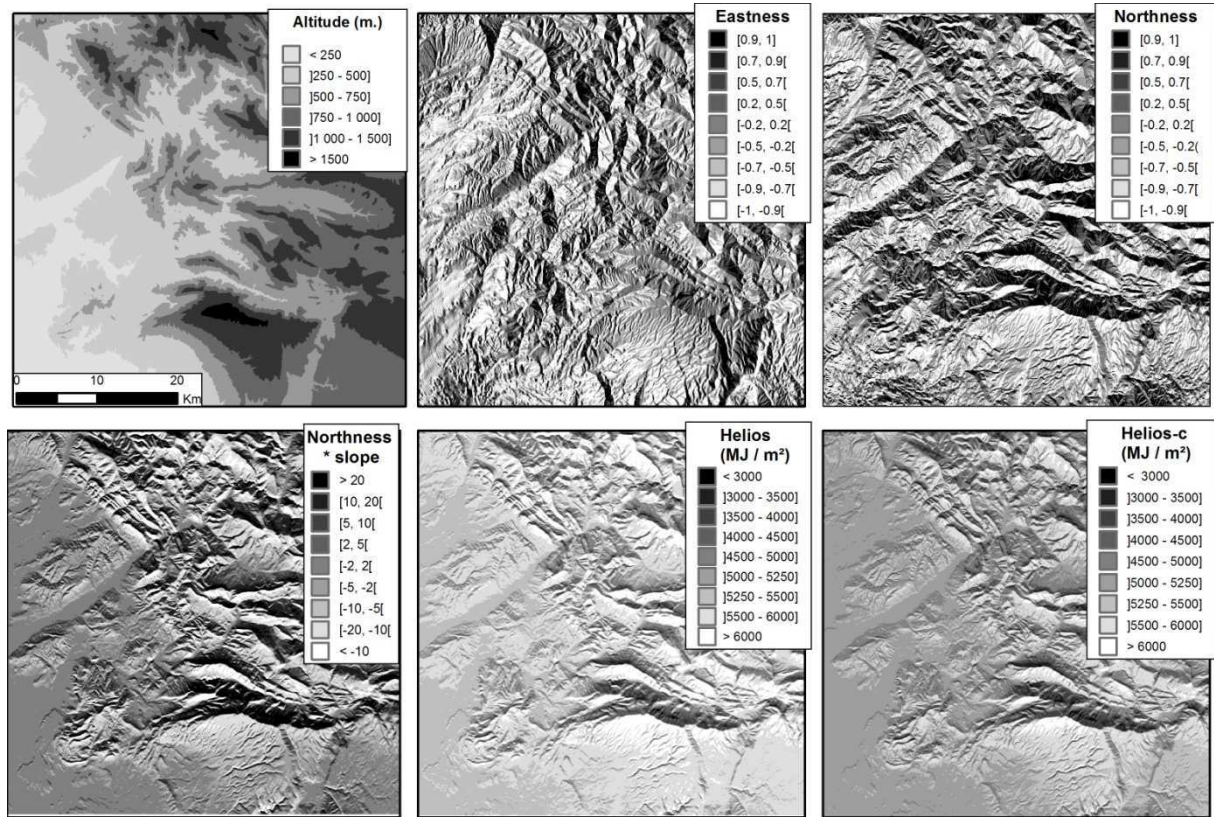 Altitude (m.)
< 250
]250 - 500]
]500 - 750]
]750 - 1 000]
]1 000 - 1 500]
> 1500
0 10 20
Km
Eastness
[0.9, 1]
[0.7, 0.9[
[0.5, 0.7[
[0.2, 0.5[
[-0.2, 0.2[
[-0.5, -0.2[
[-0.7, -0.5[
[-0.9, -0.7[
[-1, -0.9[
Northness
[0.9, 1]
[0.7, 0.9[
[0.5, 0.7[
[0.2, 0.5[
[-0.2, 0.2[
[-0.5, -0.2(
[-0.7, -0.5[
[-0.9, -0.7[
[-1, -0.9[
Northness
* slope
> 20
[10, 20[
[5, 10[
[2, 5[
[-2, 2[
[-5, -2[
[-10, -5[
[-20, -10[
< -10
Helios
(MJ / m²)
< 3000
]3000 - 3500]
]3500 - 4000]
]4000 - 4500]
]4500 - 5000]
]5000 - 5250]
]5250 - 5500]
]5500 - 6000]
> 6000
Helios-c
(MJ / m²)
< 3000
]3000 - 3500]
]3500 - 4000]
]4000 - 4500]
]4500 - 5000]
]5000 - 5250]
]5250 - 5500]
]5500 - 6000]
> 6000